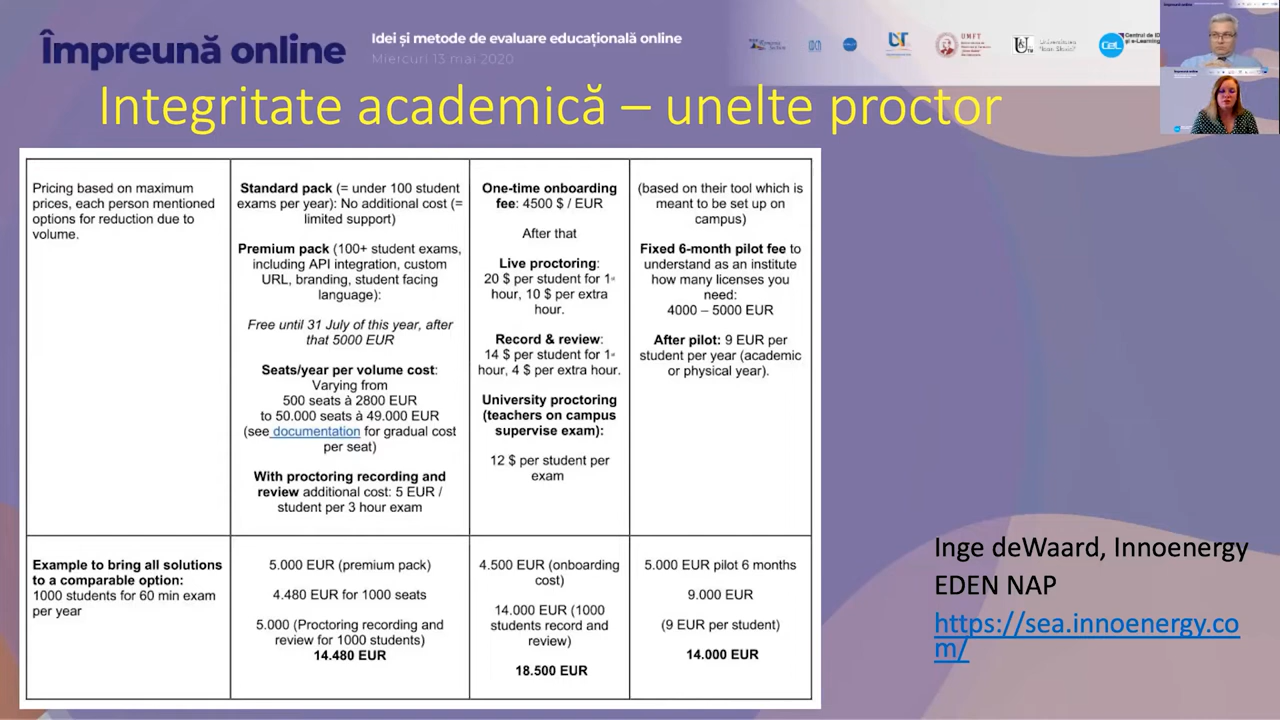 Împreună online
Idei și metode de evaluare educațională online
Miercuri 13 mai 2020
Integritate academică – unelte proctor
Pricing based on maximum
prices, each person mentioned
options for reduction due to
volume.
Standard pack (= under 100 student
exams per year): No additional cost (=
limited support)
Premium pack (100+ student exams,
including API integration, custom
URL, branding, student facing
language):
Free until 31 July of this year, after
that 5000 EUR
Seats/year per volume cost:
Varying from
500 seats à 2800 EUR
to 50.000 seats à 49.000 EUR
(see documentation for gradual cost
per seat)
With proctoring recording and
review additional cost: 5 EUR /
student per 3 hour exam
One-time onboarding
fee: 4500 $ / EUR
After that
Live proctoring:
20 $ per student for 1st
hour, 10 $ per extra
hour.
Record & review:
14 $ per student for 1st
hour, 4 $ per extra hour.
University proctoring
(teachers on campus
supervise exam):
12 $ per student per
exam
(based on their tool which is
meant to be set up on
campus)
Fixed 6-month pilot fee to
understand as an institute
how many licenses you
need:
4000 – 5000 EUR
After pilot: 9 EUR per
student per year (academic
or physical year).
Example to bring all solutions
to a comparable option:
1000 students for 60 min exam
per year
5.000 EUR (premium pack)
4.480 EUR for 1000 seats
5.000 (Proctoring recording and
review for 1000 students)
14.480 EUR
4.500 EUR (onboarding
cost)
14.000 EUR (1000
students record and
review)
18.500 EUR
5.000 EUR pilot 6 months
9.000 EUR
(9 EUR per student)
14.000 EUR
Inge deWaard, Innoenergy
EDEN NAP
https://sea.innoenergy.co
m/